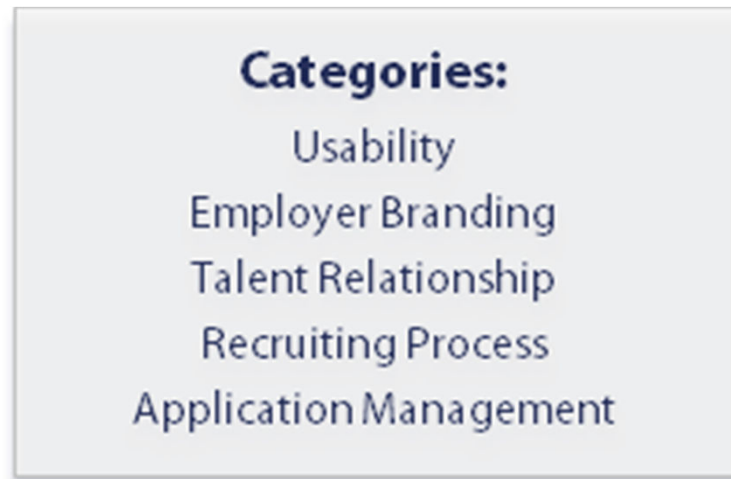 Categories:
Usability
Employer Branding
Talent Relationship
Recruiting Process
Application Management